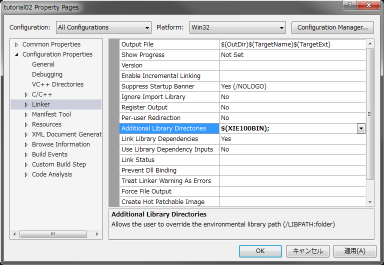 tutorial02 Property Pages
Configuration: All Configurations Platform: Win32 Configuration Manager...
Common Properties
Configuration Properties
General
Debugging
VC++ Directories
C/C++
Linker
Manifest Tool
Resources
XML Document Generat
Browse Information
Build Events
Custom Build Step
Code Analysis
Output File $(OutDir)$(TargetName)$(TargetExt)
Show Progress Not Set
Version
Enable Incremental Linking
Suppress Startup Banner Yes (/NOLOGO)
Ignore Import Library No
Register Output No
Per-user Redirection No
Additional Library Directories $(XIE100BIN);
Link Library Dependencies Yes
Use Library Dependency Inputs No
Link Status
Prevent Dll Binding
Treat Linker Warning As Errors
Force File Output
Create Hot Patchable Image
Additional Library Directories
Allows the user to override the environmental library path (/LIBPATH:folder)
OK キャンセル 適用(A)